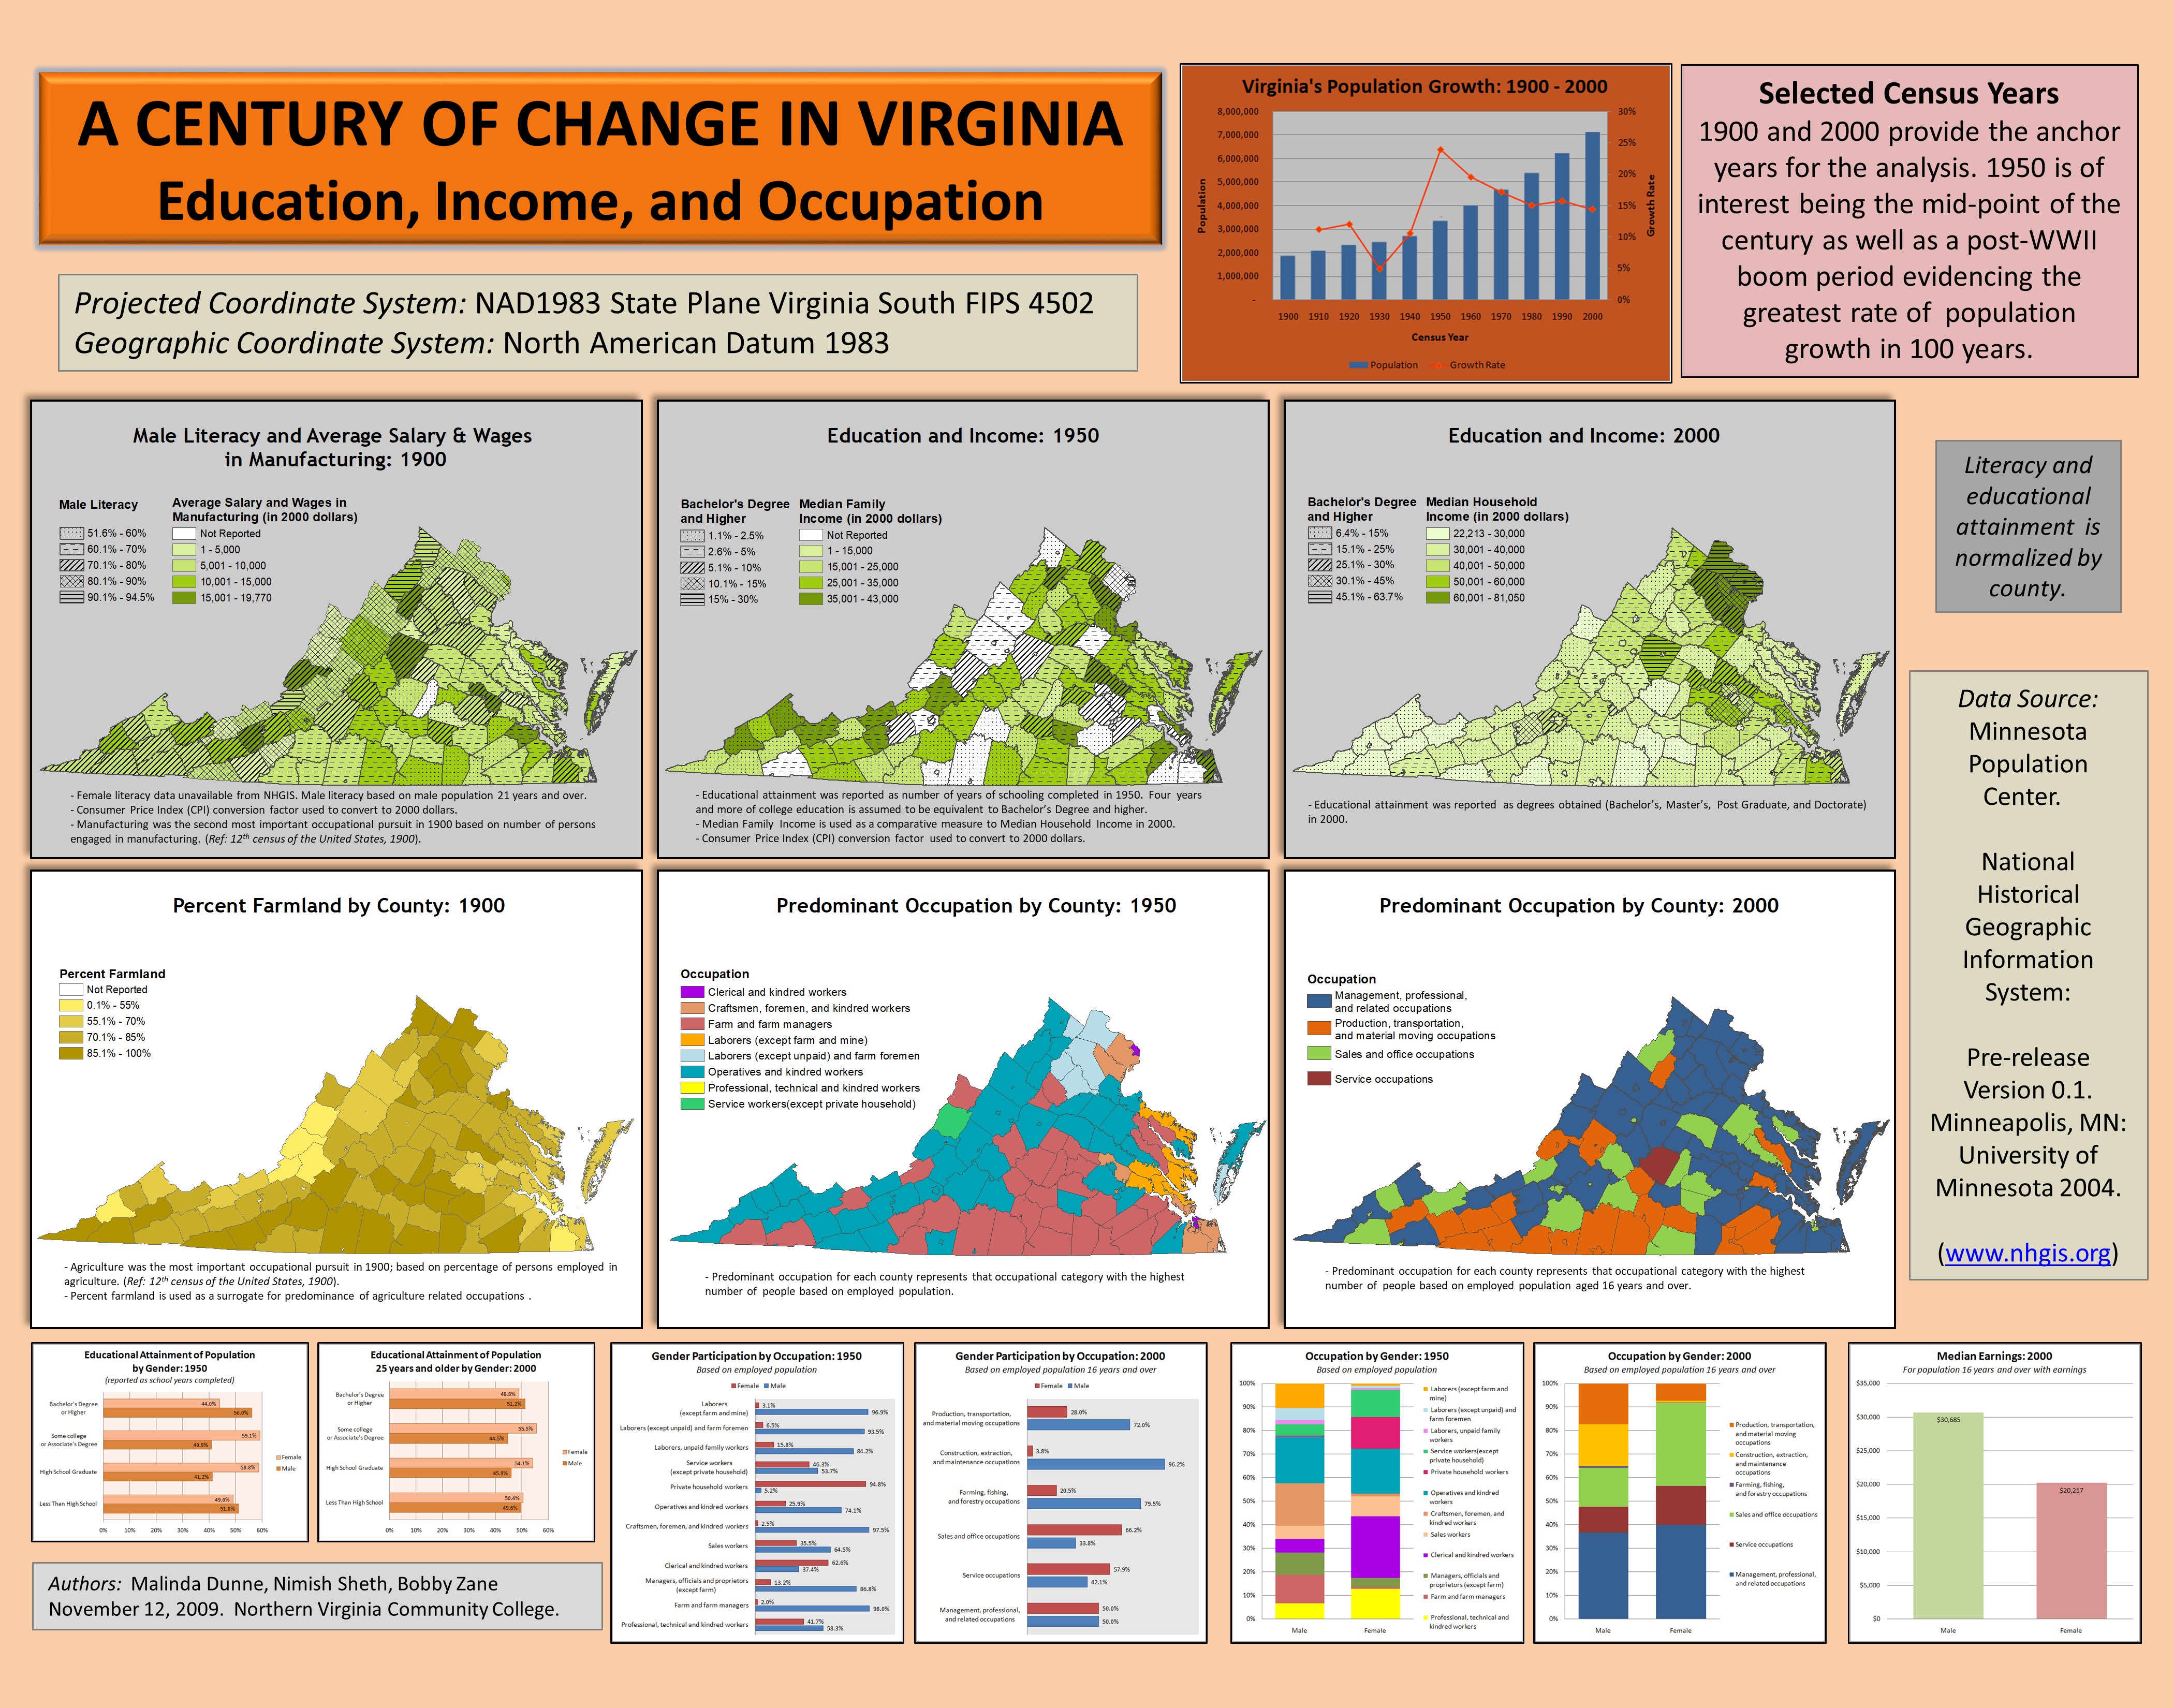 A CENTURY OF CHANGE IN VIRGINIA
Education, Income, and Occupation
Projected Coordinate System: NAD1983 State Plane Virginia South FIPS 4502
Geographic Coordinate System: North American Datum 1983
Virginia's Population Growth: 1900 - 2000
8,000,000
7,000,000
6,000,000
5,000,000
4,000,000
3,000,000
2,000,000
1,000,000
-
Population
30%
25%
20%
15%
10%
5%
0%
Growth Rate
1900 1910 1920 1930 1940 1950 1960 1970 1980 1990 2000
Census Year
Population Growth Rate
Selected Census Years
1900 and 2000 provide the anchor
years for the analysis. 1950 is of
interest being the mid-point of the
century as well as a post-WWII
boom period evidencing the
greatest rate of population
growth in 100 years.
Male Literacy and Average Salary & Wages
in Manufacturing: 1900
Male Literacy
51.6% - 60%
60.1% - 70%
70.1% - 80%
80.1% - 90%
90.1% - 94.5%
Average Salary and Wages in
Manufacturing (in 2000 dollars)
Not Reported
1 - 5,000
5,001 - 10,000
10,001 - 15,000
15,001 - 19,770
- Female literacy data unavailable from NHGIS. Male literacy based on male population 21 years and over.
- Consumer Price Index (CPI) conversion factor used to convert to 2000 dollars.
- Manufacturing was the second most important occupational pursuit in 1900 based on number of persons
engaged in manufacturing. (Ref: 12th census of the United States, 1900).
Education and Income: 1950
Bachelor's Degree
and Higher
1.1% - 2.5%
2.6% - 5%
5.1% - 10%
10.1% - 15%
15% - 30%
Median Family
Income (in 2000 dollars)
Not Reported
1 - 15,000
15,001 - 25,000
25,001 - 35,000
35,001 - 43,000
- Educational attainment was reported as number of years of schooling completed in 1950. Four years
and more of college education is assumed to be equivalent to Bachelor's Degree and higher.
- Median Family Income is used as a comparative measure to Median Household Income in 2000.
- Consumer Price Index (CPI) conversion factor used to convert to 2000 dollars.
Education and Income: 2000
Bachelor's Degree
and Higher
6.4% - 15%
15.1% - 25%
25.1% - 30%
30.1% - 45%
45.1% - 63.7%
Median Household
Income (in 2000 dollars)
22,213 - 30,000
30,001 - 40,000
40,001 - 50,000
50,001 - 60,000
60,001 - 81,050
- Educational attainment was reported as degrees obtained (Bachelor's, Master's, Post Graduate, and Doctorate)
in 2000.
Literacy and
educational
attainment is
normalized by
county.
Data Source:
Minnesota
Population
Center.
National
Historical
Geographic
Information
System:
Pre-release
Version 0.1.
Minneapolis, MN:
University of
Minnesota 2004.
(www.nhgis.org)
Percent Farmland by County: 1900
Percent Farmland
Not Reported
0.1% - 55%
55.1% - 70%
70.1% - 85%
85.1% - 100%
- Agriculture was the most important occupational pursuit in 1900; based on percentage of persons employed in
agriculture. (Ref: 12th census of the United States, 1900).
- Percent farmland is used as a surrogate for predominance of agriculture related occupations .
Predominant Occupation by County: 1950
Occupation
Clerical and kindred workers
Craftsmen, foremen, and kindred workers
Farm and farm managers
Laborers (except farm and mine)
Laborers (except unpaid) and farm foremen
Operatives and kindred workers
Professional, technical and kindred workers
Service workers(except private household)
- Predominant occupation for each county represents that occupational category with the highest
number of people based on employed population.
Predominant Occupation by County: 2000
Occupation
Management, professional,
and related occupations
Production, transportation,
and material moving occupations
Sales and office occupations
Service occupations
- Predominant occupation for each county represents that occupational category with the highest
number of people based on employed population aged 16 years and over.
Educational Attainment of Population
by Gender: 1950
(reported as school years completed)
Bachelor's Degree
or Higher
44.0%
56.0%
Some college
or Associate's Degree
59.1%
40.9%
High School Graduate
58.8%
41.2%
Less Than High School
49.0%
51.0%
0% 10% 20% 30% 40% 50% 60%
Female
Male
Educational Attainment of Population
25 years and older by Gender: 2000
Bachelor's Degree
or Higher
48.8%
51.2%
Some college
or Associate's Degree
55.5%
44.5%
High School Graduate
54.1%
45.9%
Less Than High School
50.4%
49.6%
0% 10% 20% 30% 40% 50% 60%
Female
Male
Authors: Malinda Dunne, Nimish Sheth, Bobby Zane
November 12, 2009. Northern Virginia Community College.
Gender Participation by Occupation: 1950
Based on employed population
Female Male
Laborers
(except farm and mine)
3.1%
96.9%
Laborers (except unpaid) and farm foremen
6.5%
93.5%
Laborers, unpaid family workers
15.8%
84.2%
Service workers
(except private household)
46.3%
53.7%
Private household workers
94.8%
5.2%
Operatives and kindred workers
25.9%
74.1%
Craftsmen, foremen, and kindred workers
2.5%
97.5%
Sales workers
35.5%
64.5%
Clerical and kindred workers
62.6%
37.4%
Managers, officials and proprietors
(except farm)
13.2%
86.8%
Farm and farm managers
2.0%
98.0%
Professional, technical and kindred workers
41.7%
58.3%
Gender Participation by Occupation: 2000
Based on employed population 16 years and over
Female Male
Production, transportation,
and material moving occupations
28.0%
72.0%
Construction, extraction,
and maintenance occupations
3.8%
96.2%
Farming, fishing,
and forestry occupations
20.5%
79.5%
Sales and office occupations
66.2%
33.8%
Service occupations
57.9%
42.1%
Management, professional,
and related occupations
50.0%
50.0%
Occupation by Gender: 1950
Based on employed population
100%
90%
80%
70%
60%
50%
40%
30%
20%
10%
0%
Male Female
Laborers (except farm and
mine)
Laborers (except unpaid) and
farm foremen
Laborers, unpaid family
workers
Service workers(except
private household)
Private household workers
Operatives and kindred
workers
Craftsmen, foremen, and
kindred workers
Sales workers
Clerical and kindred workers
Managers, officials and
proprietors (except farm)
Farm and farm managers
Professional, technical and
kindred workers
Occupation by Gender: 2000
Based on employed population 16 years and over
100%
90%
80%
70%
60%
50%
40%
30%
20%
10%
0%
Male Female
Production, transportation,
and material moving
occupations
Construction, extraction,
and maintenance
occupations
Farming, fishing,
and forestry occupations
Sales and office occupations
Service occupations
Management, professional,
and related occupations
Median Earnings: 2000
For population 16 years and over with earnings
$35,000
$30,000
$25,000
$20,000
$15,000
$10,000
$5,000
$0
$30,685
$20,217
Male Female